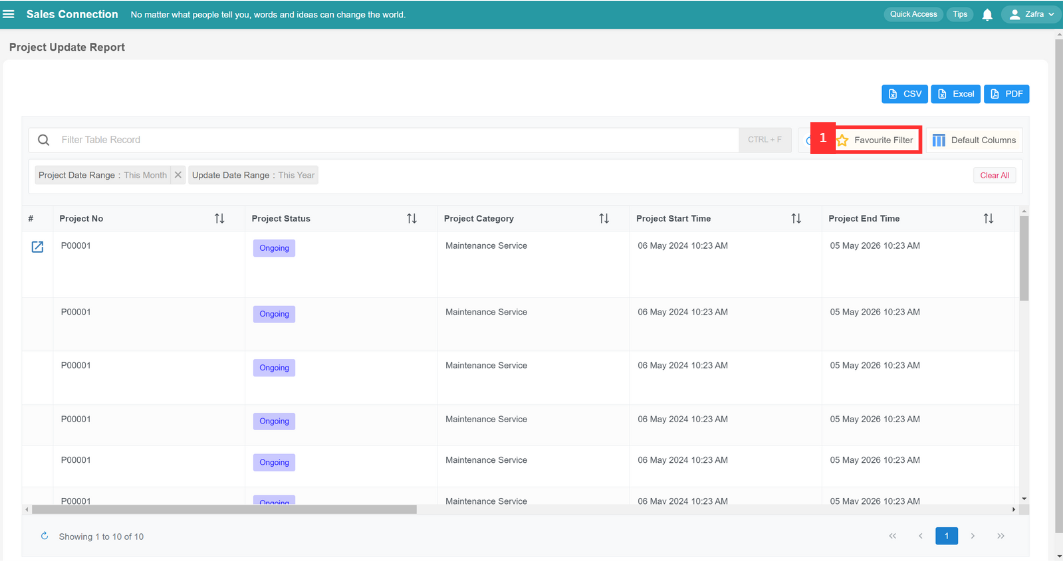 Sales Connection No matter what people tell you, words and ideas can change the world. Quick Access Tips Zafra
Project Update Report
CSV Excel PDF
Filter Table Record CTRL + F 1 Favourite Filter Default Columns
Project Date Range : This Month Update Date Range : This Year Clear All
# Project No Project Status Project Category Project Start Time Project End Time
P00001 Ongoing Maintenance Service 06 May 2024 10:23 AM 05 May 2026 10:23 AM
P00001 Ongoing Maintenance Service 06 May 2024 10:23 AM 05 May 2026 10:23 AM
P00001 Ongoing Maintenance Service 06 May 2024 10:23 AM 05 May 2026 10:23 AM
P00001 Ongoing Maintenance Service 06 May 2024 10:23 AM 05 May 2026 10:23 AM
P00001 Ongoing Maintenance Service 06 May 2024 10:23 AM 05 May 2026 10:23 AM
P00001 Ongoing Maintenance Service 06 May 2024 10:23 AM 05 May 2026 10:23 AM
Showing 1 to 10 of 10 1